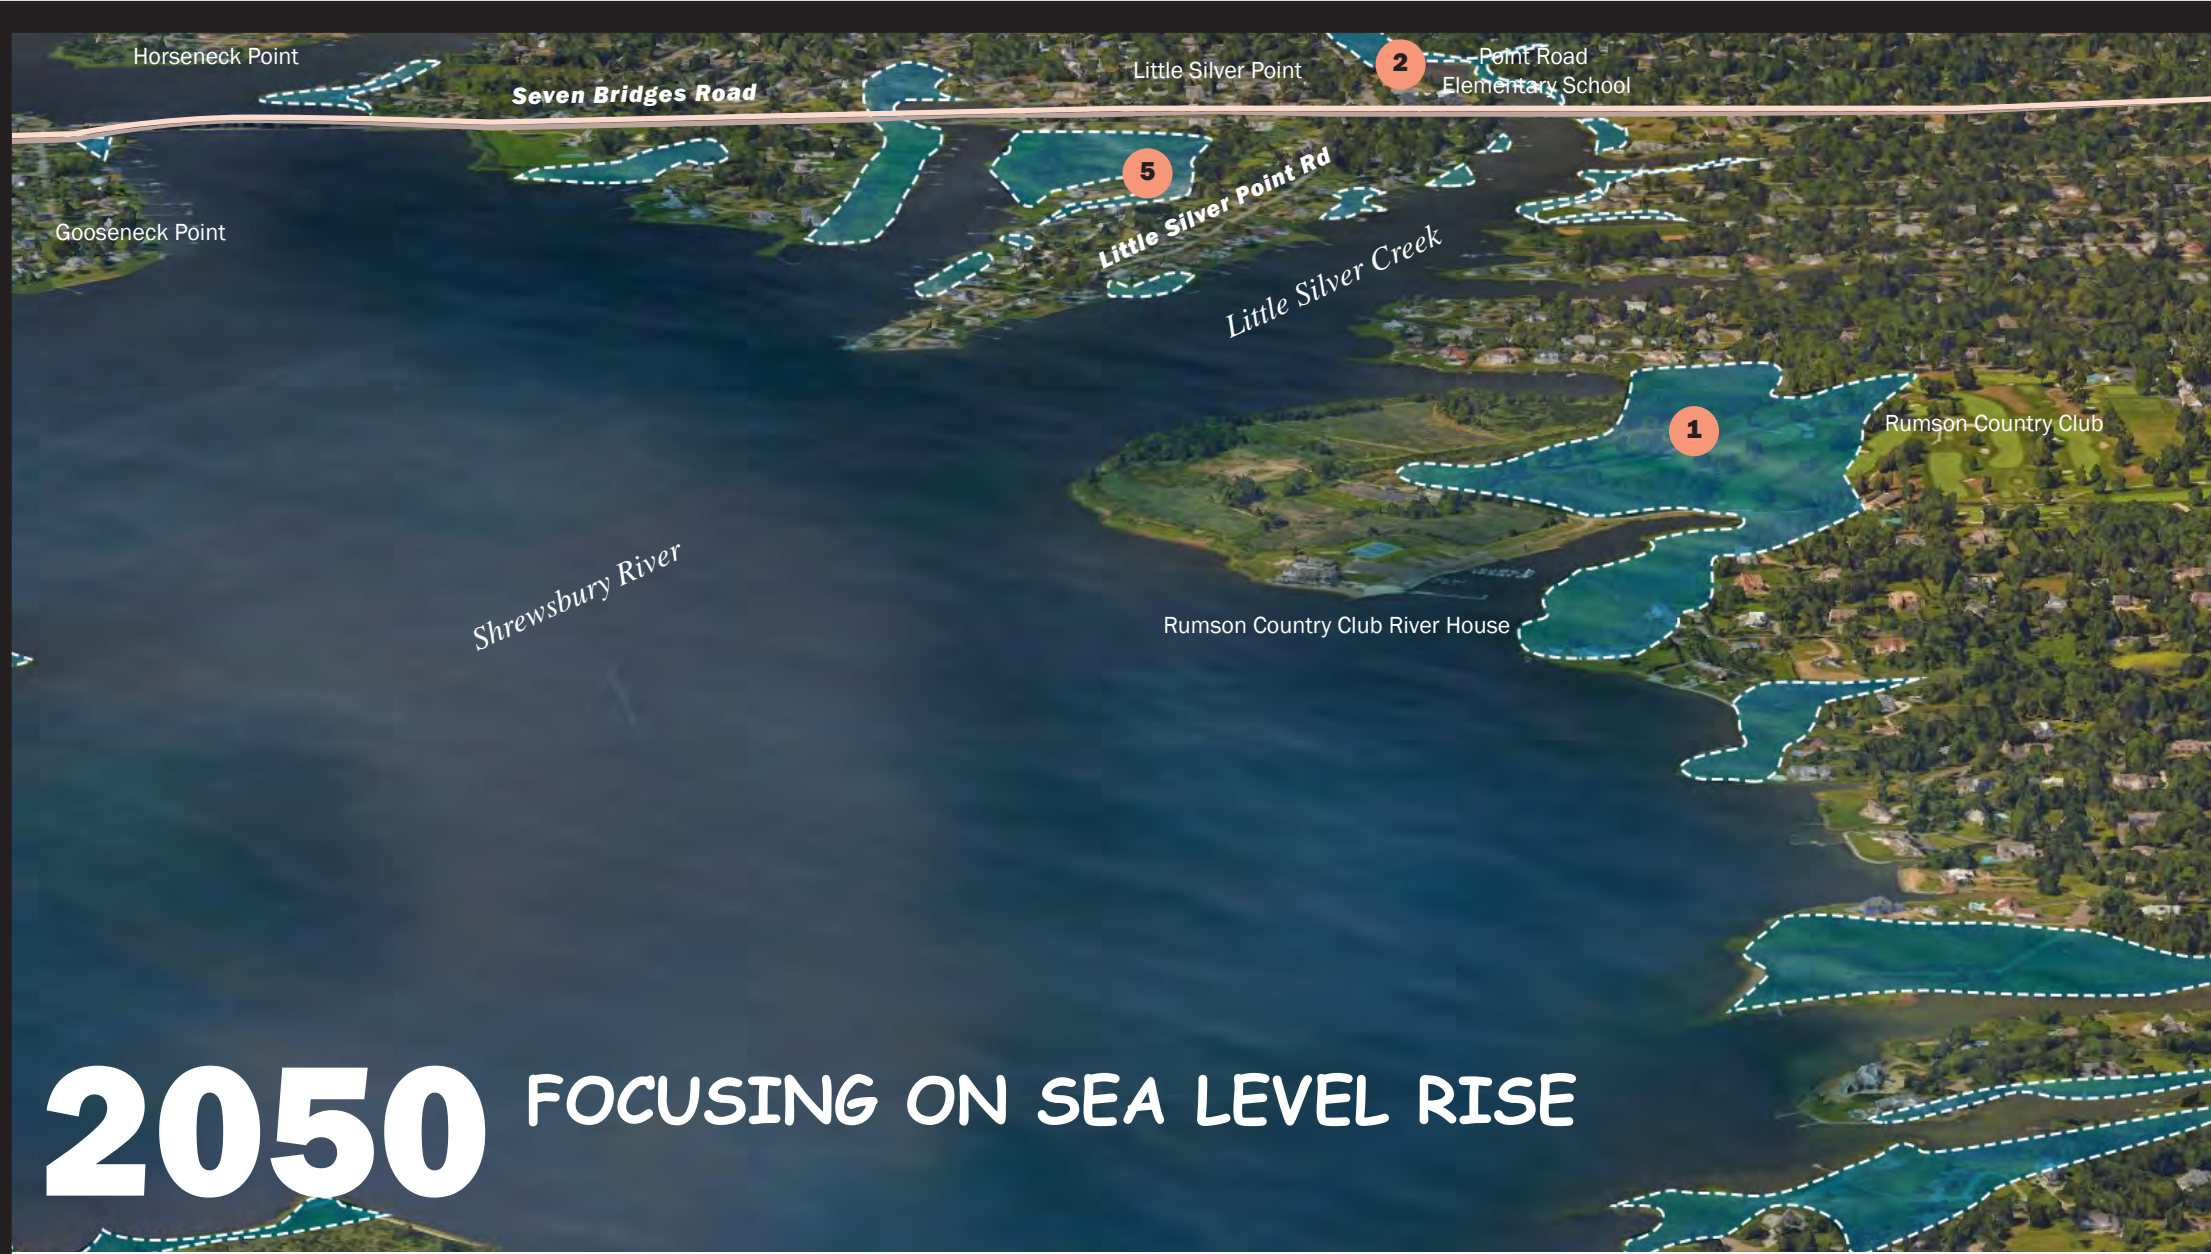 Horseneck Point
Seven Bridges Road
Little Silver Point
2
Point Road
Elementary School
5
Little Silver Point Rd
Gooseneck Point
Little Silver Creek
1
Rumson Country Club
Shrewsbury River
Rumson Country Club River House
2050
FOCUSING ON SEA LEVEL RISE